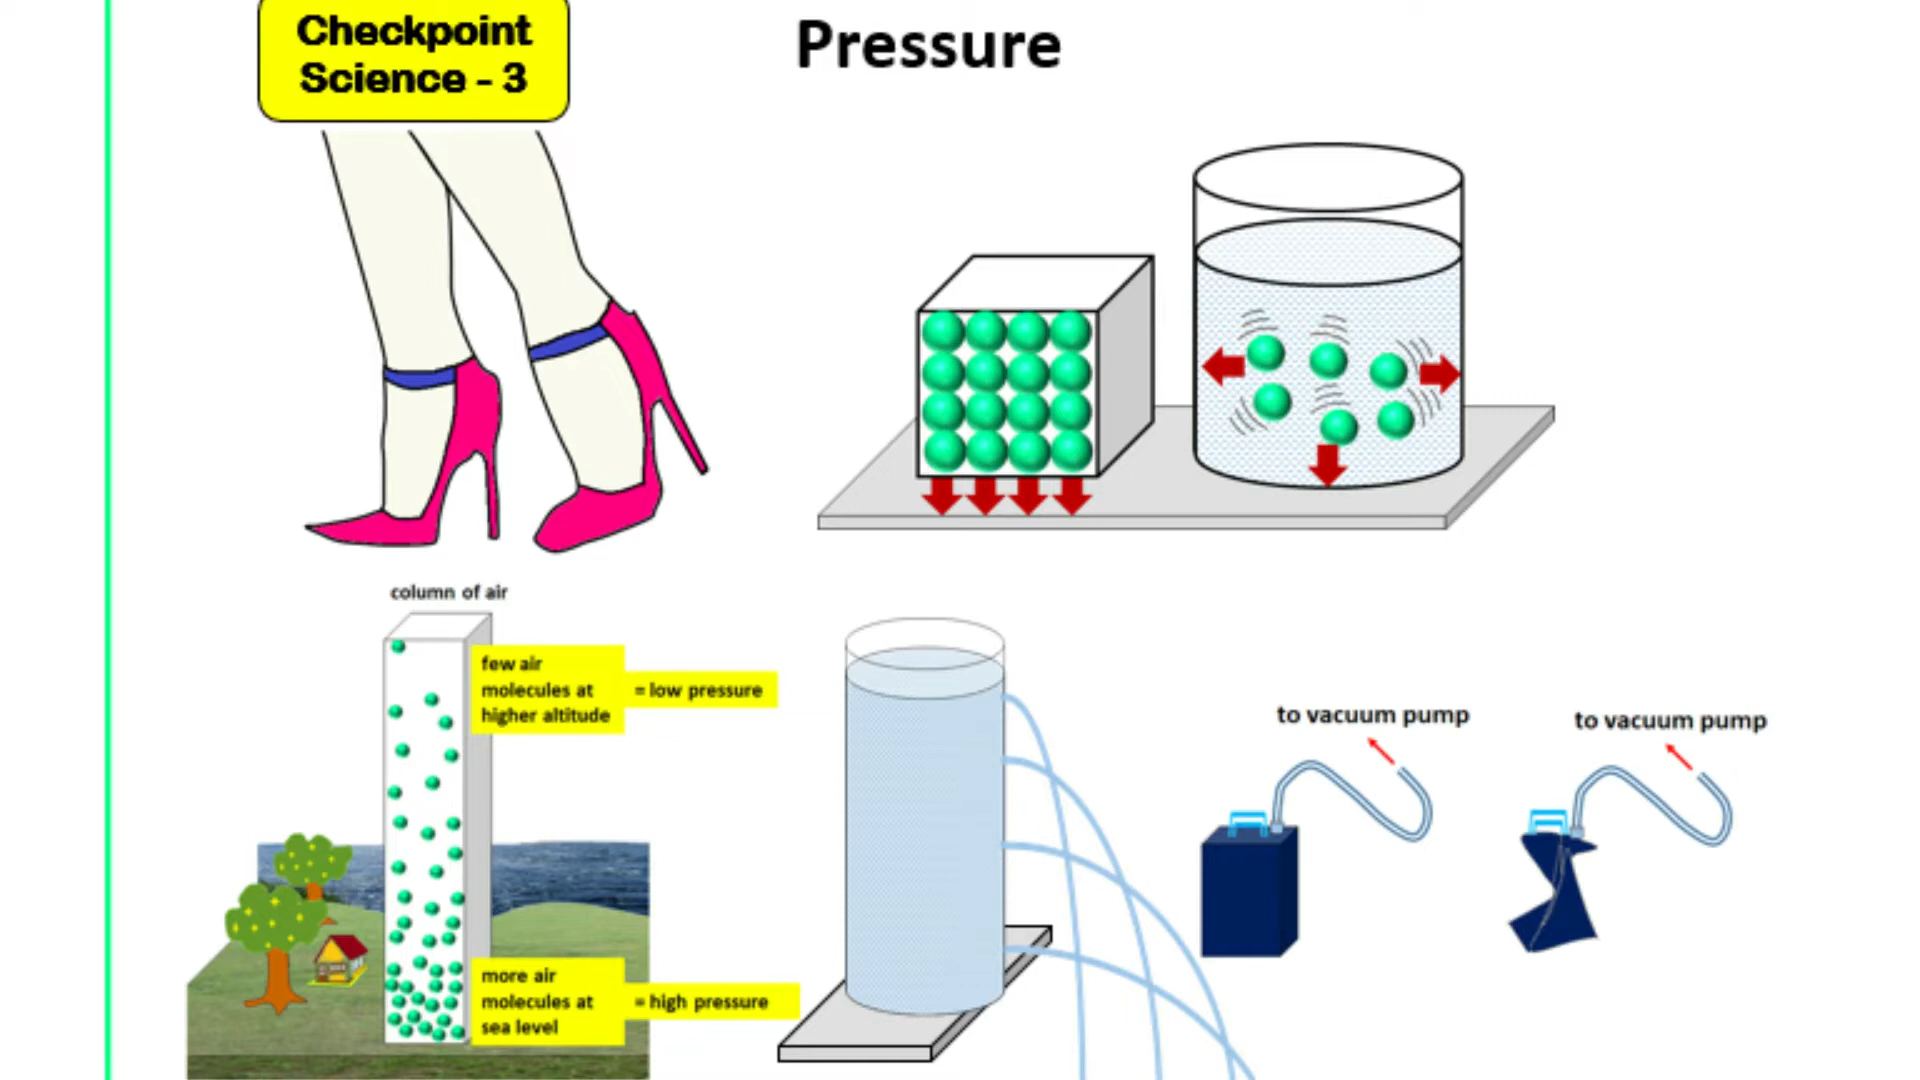 Checkpoint
Science - 3
Pressure
column of air
few air
molecules at
higher altitude
= low pressure
more air
molecules at
sea level
= high pressure
to vacuum pump
to vacuum pump